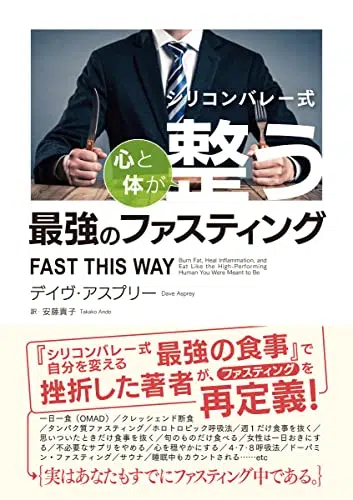 シリコンバレー式
心と
体が
整う
最強のファスティング
FAST THIS WAY
Burn Fat, Heal Inflammation, and
Eat Like the High-Performing
Human You Were Meant to Be
デイヴ・アスプリー Dave Asprey
訳 安藤貴子 Takako Ando
『シリコンバレー式
自分を変える 最強の食事』で
挫折した著者が、ファスティングを
再定義!
一日一食(OMAD)/クレッシェンド断食
/タンパク質ファスティング/ホロトロピック呼吸法/週1だけ食事を抜く/
思いついたときだけ食事を抜く/旬のものだけ食べる/女性は一日おきにす
る/不必要なサプリをやめる/心を穏やかにする/4・7・8呼吸法/ドーパミ
ン・ファスティング/サウナ/睡眠中もカウントされる……etc
{実はあなたもすでにファスティング中である。}